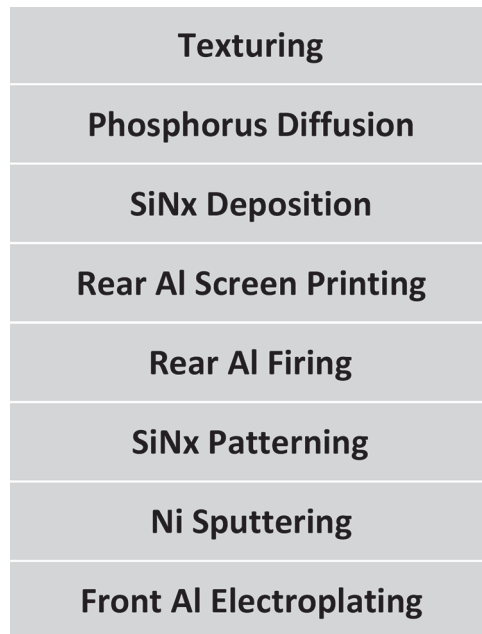 Texturing
Phosphorus Diffusion
SiNx Deposition
Rear Al Screen Printing
Rear Al Firing
SiNx Patterning
Ni Sputtering
Front Al Electroplating